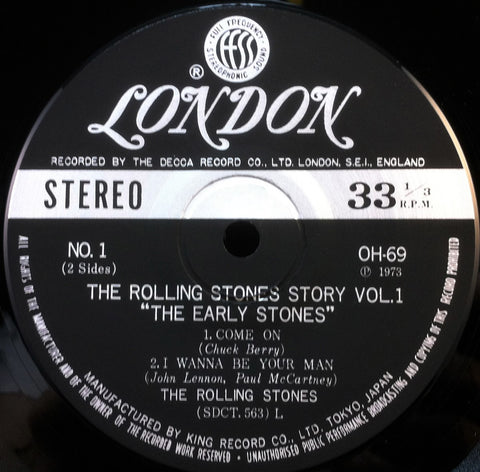 FULL FREQUENCY
ffss
STEREOPHONIC SOUND
®
LONDON
RECORDED BY THE DECCA RECORD CO., LTD. LONDON, S.E.I., ENGLAND
STEREO
33 1/3
R.P.M.
NO. 1
(2 Sides)
OH-69
Ⓟ 1973
THE ROLLING STONES STORY VOL.1
"THE EARLY STONES"
1. COME ON
(Chuck Berry)
2. I WANNA BE YOUR MAN
(John Lennon, Paul McCartney)
THE ROLLING STONES
(SDCT. 563) L
MANUFACTURED BY KING RECORD CO., LTD. TOKYO, JAPAN
ALL RIGHTS OF THE MANUFACTURER AND OF THE OWNER OF THE RECORDED WORK RESERVED • UNAUTHORISED PUBLIC PERFORMANCE BROADCASTING AND COPYING OF THIS RECORD PROHIBITED